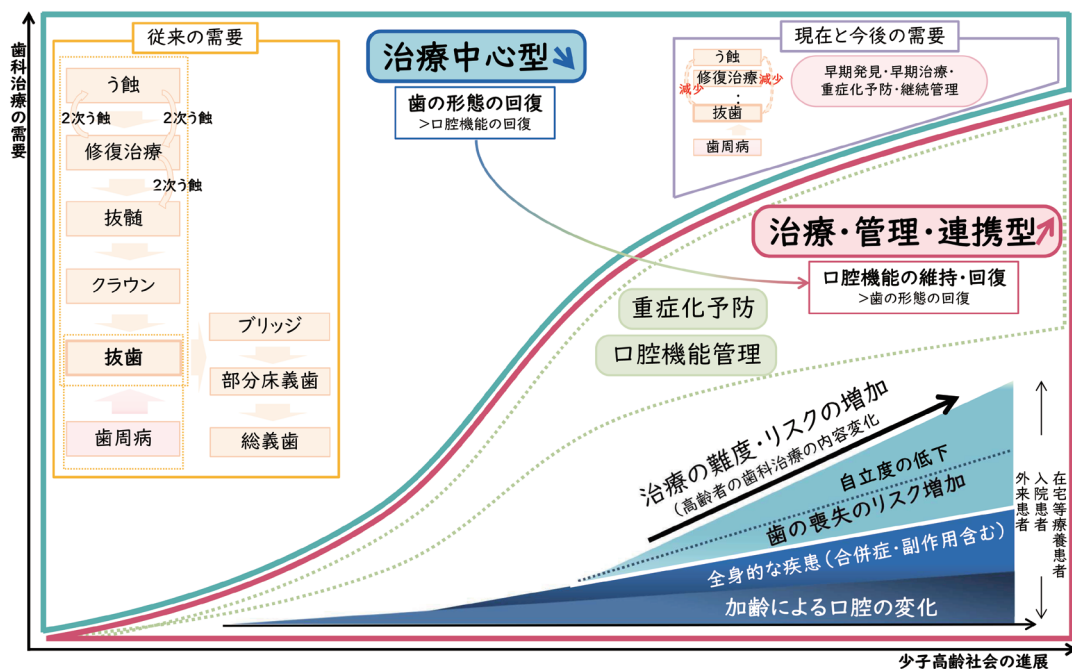 歯科治療の需要
従来の需要
う蝕
2次う蝕
2次う蝕
修復治療
2次う蝕
抜髄
クラウン
抜歯
歯周病
ブリッジ
部分床義歯
総義歯
治療中心型
歯の形態の回復
>口腔機能の回復
現在と今後の需要
う蝕
修復治療
減少
減少
:
抜歯
歯周病
早期発見・早期治療・
重症化予防・継続管理
治療・管理・連携型
口腔機能の維持・回復
>歯の形態の回復
重症化予防
口腔機能管理
治療の難度・リスクの増加
(高齢者の歯科治療の内容変化)
自立度の低下
歯の喪失のリスク増加
全身的な疾患(合併症・副作用含む)
加齢による口腔の変化
在宅等療養患者
入院患者
外来患者
少子高齢社会の進展